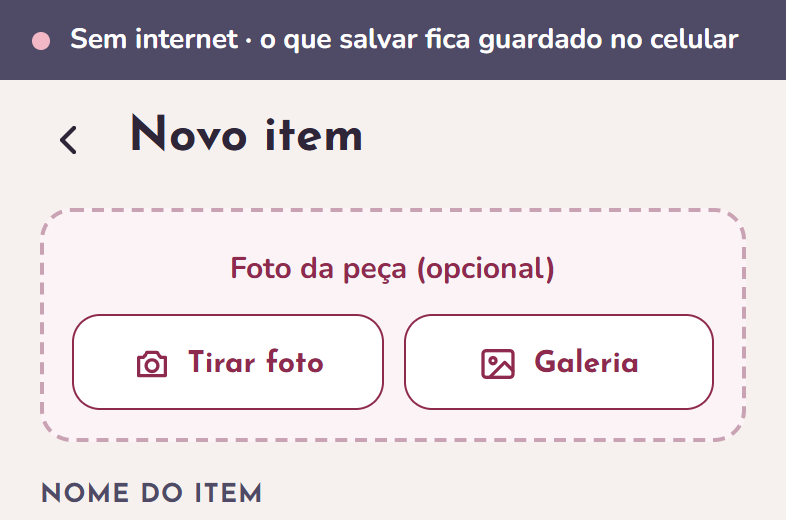 Sem internet · o que salvar fica guardado no celular
Novo item
Foto da peça (opcional)
Tirar foto
Galeria
NOME DO ITEM